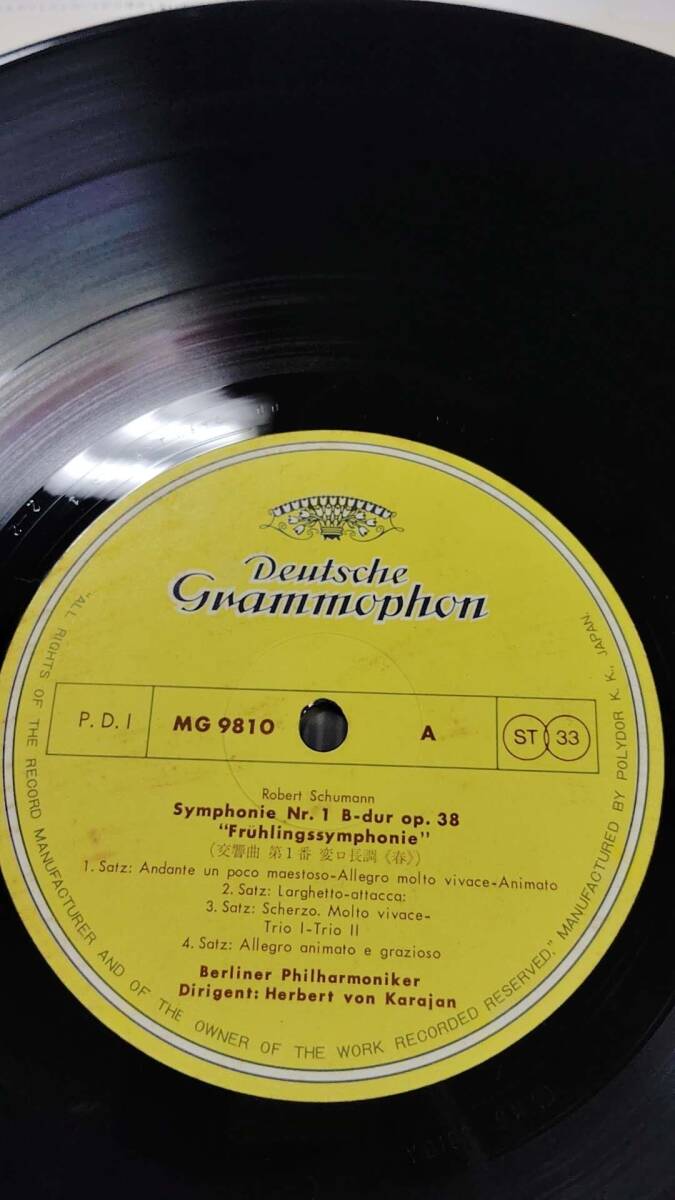 Deutsche
Grammophon
P. D. I
MG 9810
A
ST 33
Robert Schumann
Symphonie Nr. 1 B-dur op. 38
"Frühlingssymphonie"
(交響曲 第1番 変ロ長調《春》)
1. Satz: Andante un poco maestoso-Allegro molto vivace-Animato
2. Satz: Larghetto-attacca:
3. Satz: Scherzo. Molto vivace-
Trio I-Trio II
4. Satz: Allegro animato e grazioso
Berliner Philharmoniker
Dirigent: Herbert von Karajan
"ALL RIGHTS OF THE RECORD MANUFACTURER AND OF THE OWNER OF THE WORK RECORDED RESERVED," MANUFACTURED BY POLYDOR K. K., JAPAN.